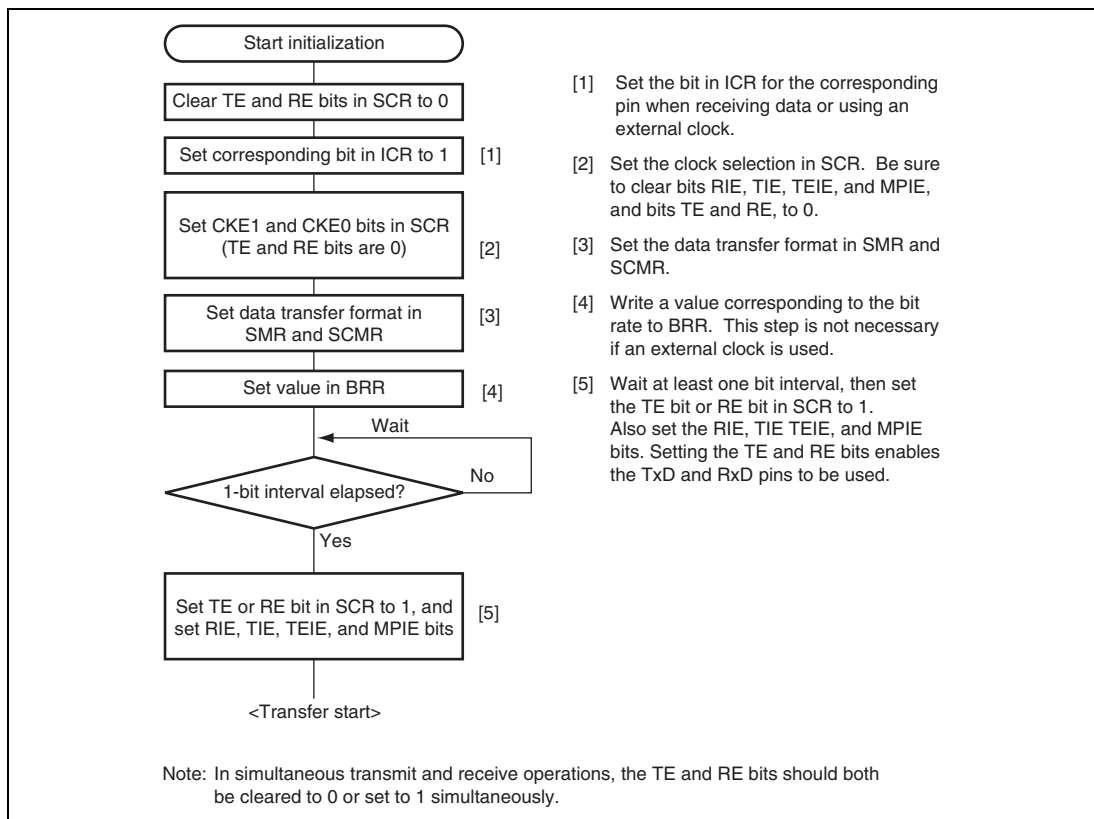 Start initialization
Clear TE and RE bits in SCR to 0
Set corresponding bit in ICR to 1
[1]
Set CKE1 and CKE0 bits in SCR
(TE and RE bits are 0)
[2]
Set data transfer format in
SMR and SCMR
[3]
Set value in BRR
[4]
Wait
No
1-bit interval elapsed?
Yes
Set TE or RE bit in SCR to 1, and
set RIE, TIE, TEIE, and MPIE bits
[5]
<Transfer start>
[1] Set the bit in ICR for the corresponding
pin when receiving data or using an
external clock.
[2] Set the clock selection in SCR. Be sure
to clear bits RIE, TIE, TEIE, and MPIE,
and bits TE and RE, to 0.
[3] Set the data transfer format in SMR and
SCMR.
[4] Write a value corresponding to the bit
rate to BRR. This step is not necessary
if an external clock is used.
[5] Wait at least one bit interval, then set
the TE bit or RE bit in SCR to 1.
Also set the RIE, TIE TEIE, and MPIE
bits. Setting the TE and RE bits enables
the TxD and RxD pins to be used.
Note: In simultaneous transmit and receive operations, the TE and RE bits should both
be cleared to 0 or set to 1 simultaneously.